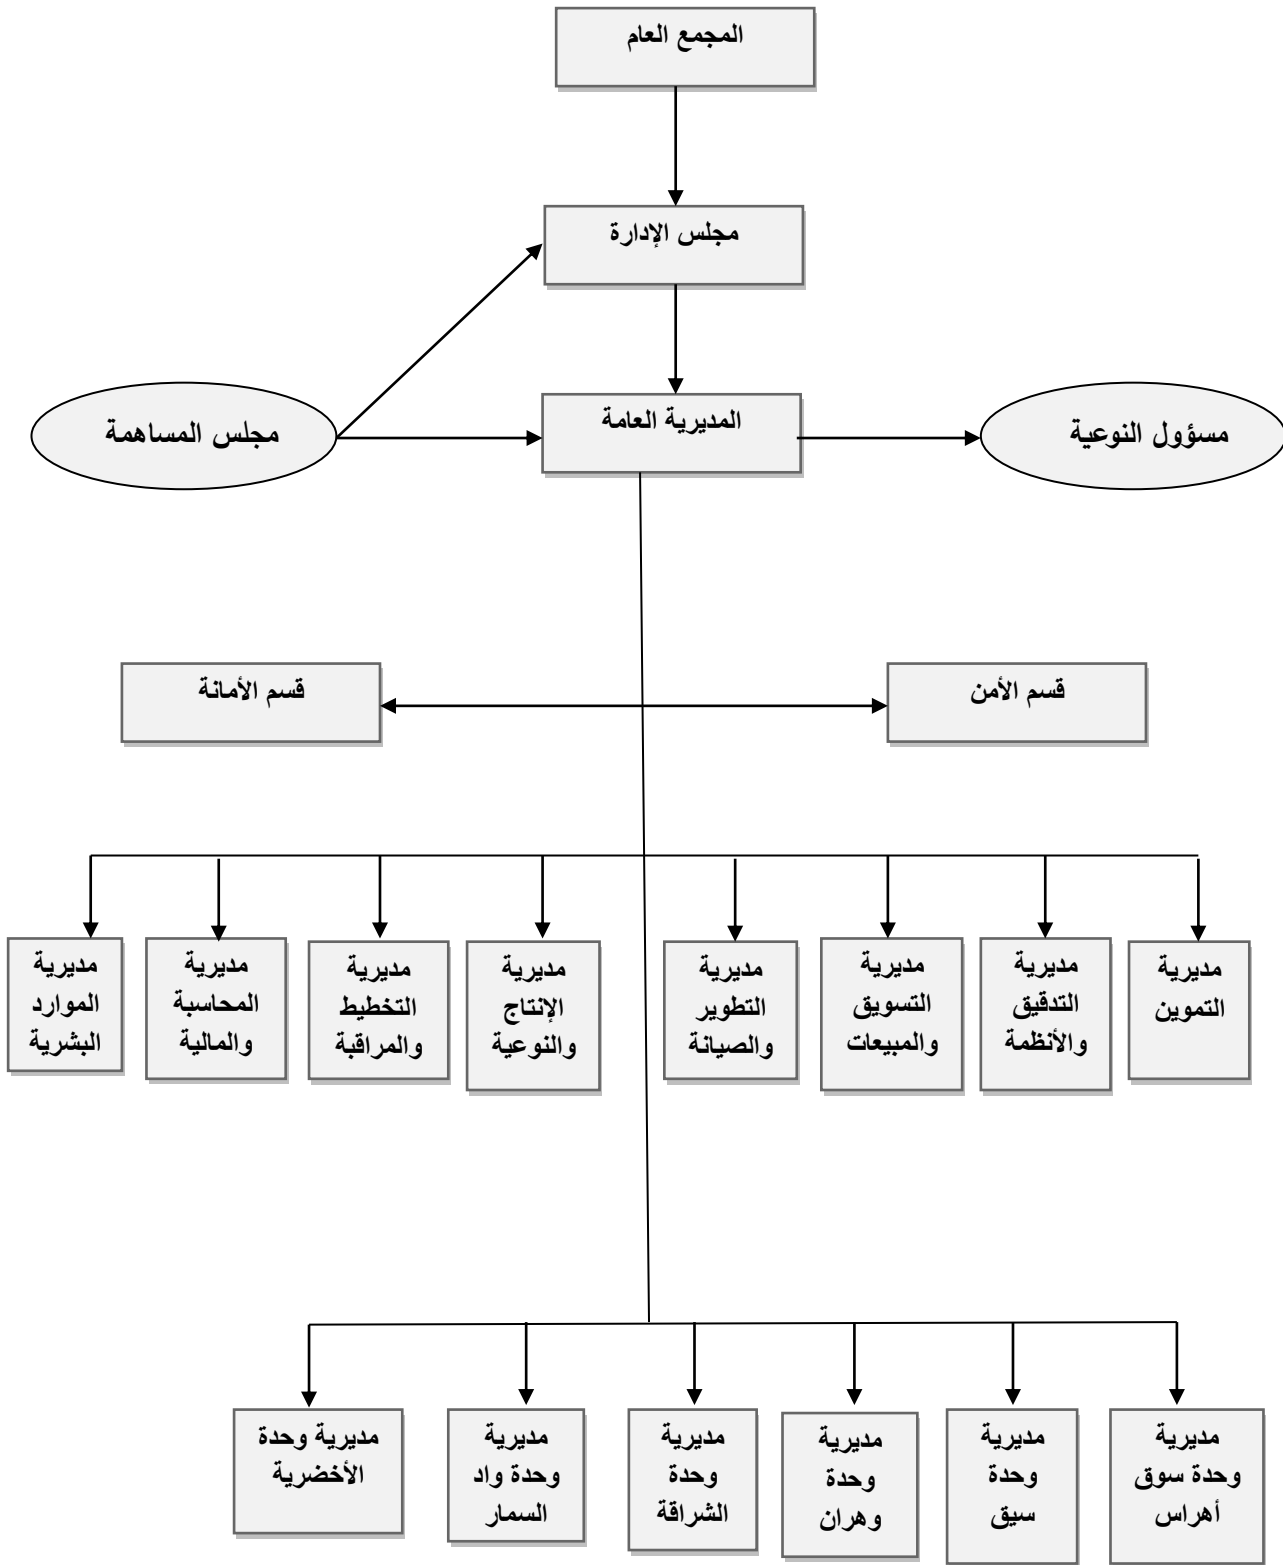 المجمع العام
مجلس الإدارة
المديرية العامة
مسؤول النوعية
مجلس المساهمة
قسم الأمن
قسم الأمانة
مديرية
التموين
مديرية
التدقيق
والأنظمة
مديرية
التسويق
والمبيعات
مديرية
التطوير
والصيانة
مديرية
الإنتاج
والنوعية
مديرية
التخطيط
والمراقبة
مديرية
المحاسبة
والمالية
مديرية
الموارد
البشرية
مديرية
وحدة سوق
أهراس
مديرية
وحدة
سيق
مديرية
وحدة
وهران
مديرية
وحدة
الشراقة
مديرية
وحدة واد
السمار
مديرية وحدة
الأخضرية